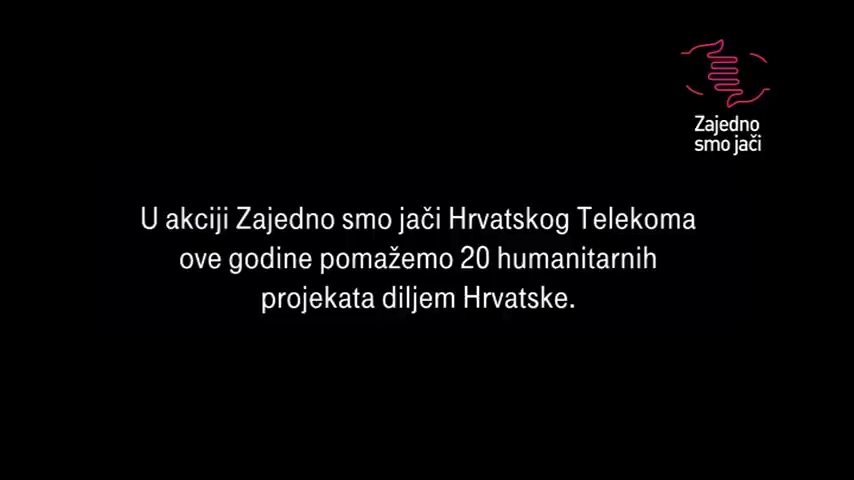 Zajedno
smo jači
U akciji Zajedno smo jači Hrvatskog Telekoma
ove godine pomažemo 20 humanitarnih
projekata diljem Hrvatske.